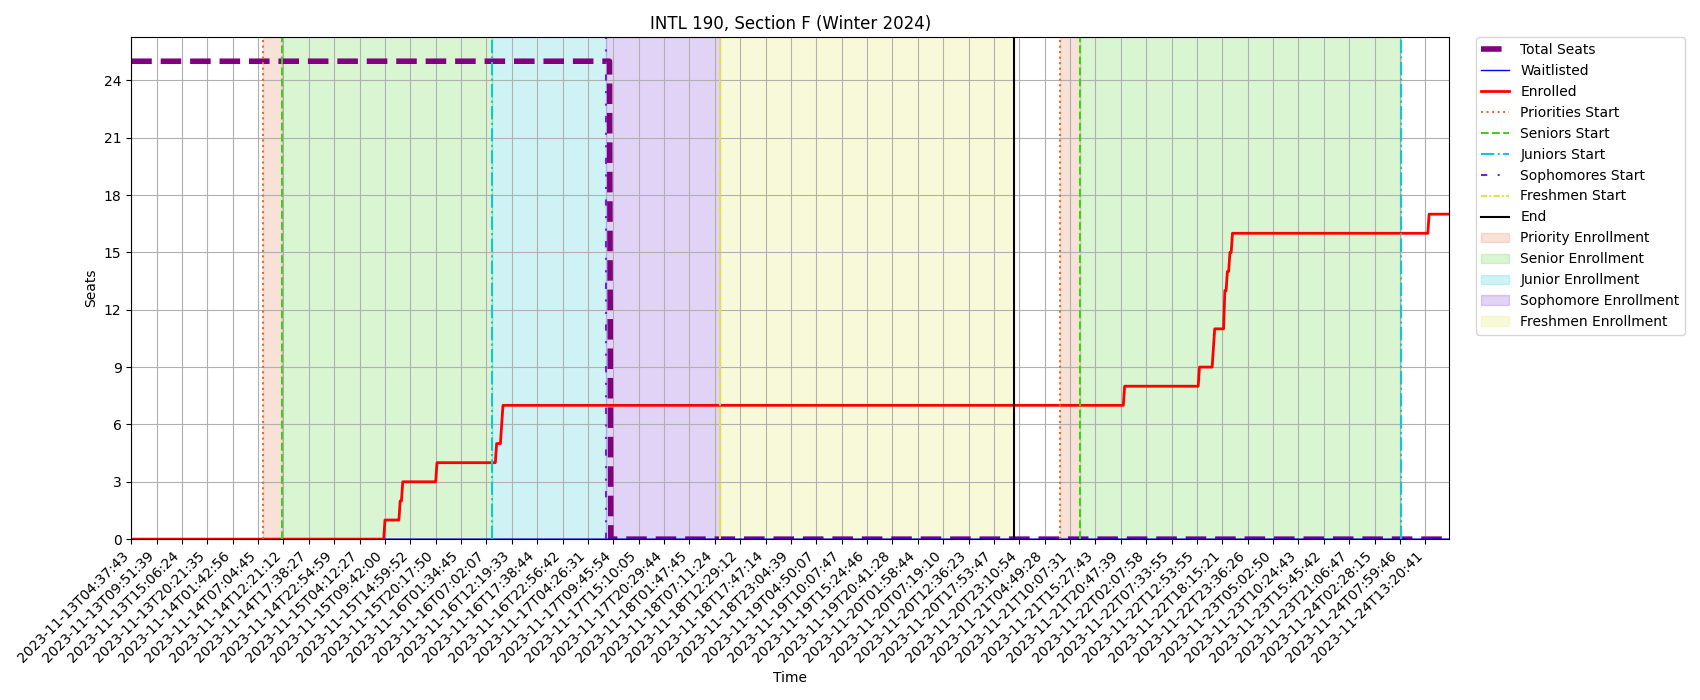 INTL 190, Section F (Winter 2024)
Total Seats
Waitlisted
Enrolled
Priorities Start
Seniors Start
Juniors Start
Sophomores Start
Freshmen Start
End
Priority Enrollment
Senior Enrollment
Junior Enrollment
Sophomore Enrollment
Freshmen Enrollment
Seats
24
21
18
15
12
9
6
3
0
2023-11-13T04:37:43
2023-11-13T09:51:39
2023-11-13T15:06:24
2023-11-13T20:21:35
2023-11-14T01:42:56
2023-11-14T07:04:45
2023-11-14T12:21:12
2023-11-14T17:38:27
2023-11-14T22:54:59
2023-11-15T04:12:27
2023-11-15T09:42:00
2023-11-15T14:59:52
2023-11-15T20:17:50
2023-11-16T01:34:45
2023-11-16T07:02:07
2023-11-16T12:19:33
2023-11-16T17:38:44
2023-11-16T22:56:42
2023-11-17T04:26:31
2023-11-17T09:45:54
2023-11-17T15:10:05
2023-11-17T20:29:44
2023-11-18T01:47:45
2023-11-18T07:11:24
2023-11-18T12:29:12
2023-11-18T17:47:14
2023-11-18T23:04:39
2023-11-19T04:50:07
2023-11-19T10:07:47
2023-11-19T15:24:46
2023-11-19T20:41:28
2023-11-20T01:58:44
2023-11-20T07:19:10
2023-11-20T12:36:23
2023-11-20T17:53:47
2023-11-20T23:10:54
2023-11-21T04:49:28
2023-11-21T10:07:31
2023-11-21T15:27:43
2023-11-21T20:47:39
2023-11-22T02:07:58
2023-11-22T07:33:55
2023-11-22T12:53:55
2023-11-22T18:15:21
2023-11-22T23:36:26
2023-11-23T05:02:50
2023-11-23T10:24:43
2023-11-23T15:45:42
2023-11-23T21:06:47
2023-11-24T02:28:15
2023-11-24T07:59:46
2023-11-24T13:20:41
Time